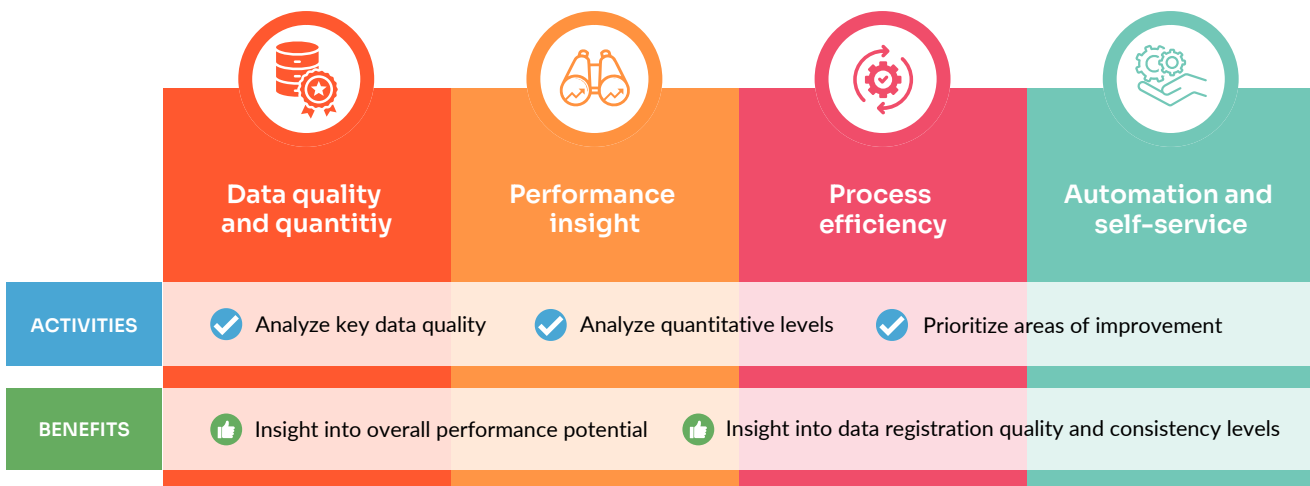 Data quality
and quantitiy
Performance
insight
Process
efficiency
Automation and
self-service
ACTIVITIES
Analyze key data quality
Analyze quantitative levels
Prioritize areas of improvement
BENEFITS
Insight into overall performance potential
Insight into data registration quality and consistency levels